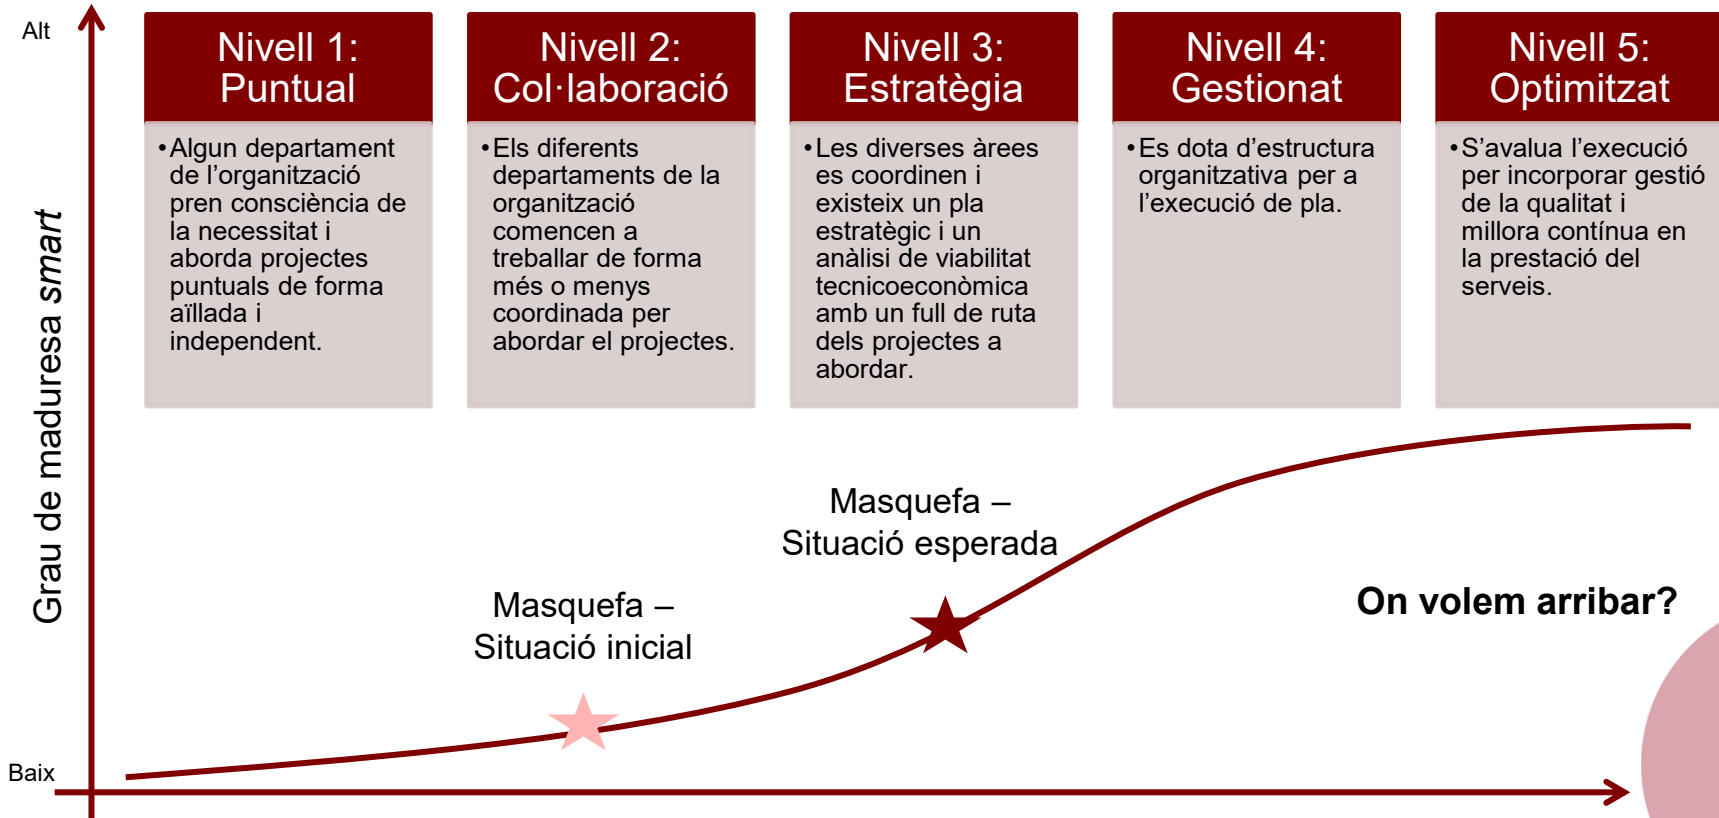 Alt
Nivell 1:
Puntual
•Algun departament
de l’organització
pren consciència de
la necessitat i
aborda projectes
puntuals de forma
aïllada i
independent.
Nivell 2:
Col·laboració
•Els diferents
departaments de la
organització
comencen a
treballar de forma
més o menys
coordinada per
abordar el projectes.
Nivell 3:
Estratègia
•Les diverses àrees
es coordinen i
existeix un pla
estratègic i un
anàlisi de viabilitat
tecnicoeconòmica
amb un full de ruta
dels projectes a
abordar.
Nivell 4:
Gestionat
•Es dota d’estructura
organitzativa per a
l’execució de pla.
Nivell 5:
Optimitzat
•S’avalua l’execució
per incorporar gestió
de la qualitat i
millora contínua en
la prestació del
serveis.
Grau de maduresa smart
Masquefa –
Situació esperada
Masquefa –
Situació inicial
On volem arribar?
Baix